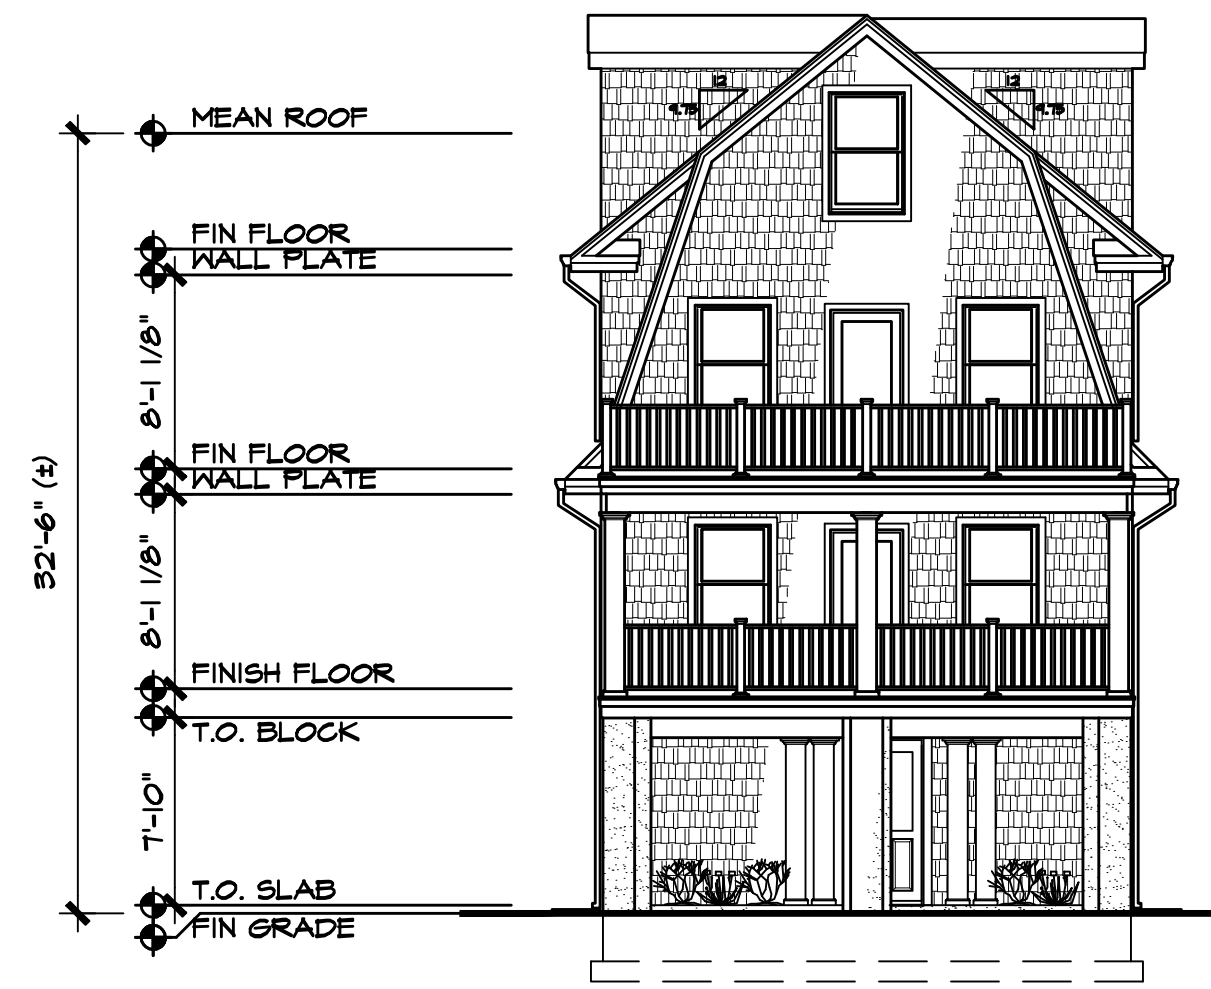 12
12
9.75
9.75
MEAN ROOF
FIN FLOOR
WALL PLATE
8'-1 1/8"
FIN FLOOR
WALL PLATE
32'-6" (±)
8'-1 1/8"
FINISH FLOOR
T.O. BLOCK
7'-10"
T.O. SLAB
FIN GRADE